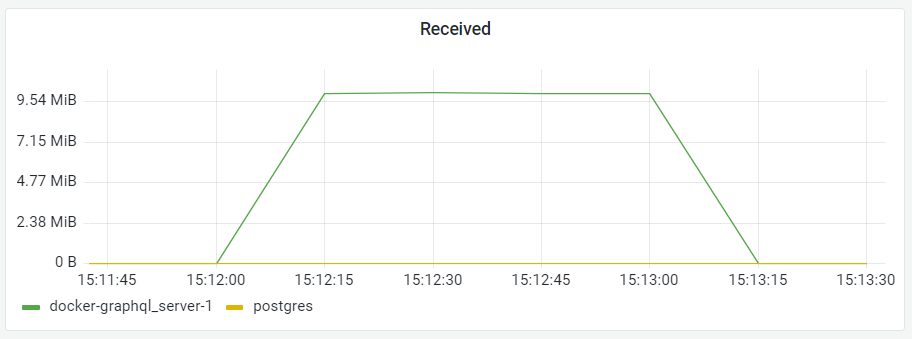 Received
9.54 MiB
7.15 MiB
4.77 MiB
2.38 MiB
0 B
15:11:45 15:12:00 15:12:15 15:12:30 15:12:45 15:13:00 15:13:15 15:13:30
docker-graphql_server-1 postgres